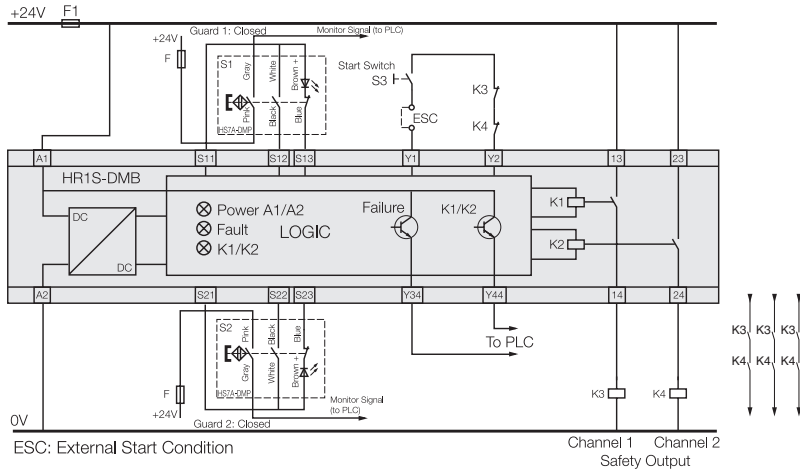 +24V F1
+24V
Guard 1: Closed
Monitor Signal (to PLC)
F
S1
Gray
White
Brown +
Pink
Black
Blue
HS7A-DMP
Start Switch
S3
ESC
K3
K4
A1 S11 S12 S13 Y1 Y2 13 23
HR1S-DMB
DC
DC
Power A1/A2
Fault
K1/K2
LOGIC
Failure
K1/K2
K1
K2
A2 S21 S22 S23 Y34 Y44 14 24
S2
Pink
Black
Blue
Gray
White
Brown +
HS7A-DMP
F
+24V
Monitor Signal
(to PLC)
Guard 2: Closed
To PLC
K3 K4
K3 K3 K3
K4 K4 K4
0V
ESC: External Start Condition
Channel 1 Channel 2
Safety Output